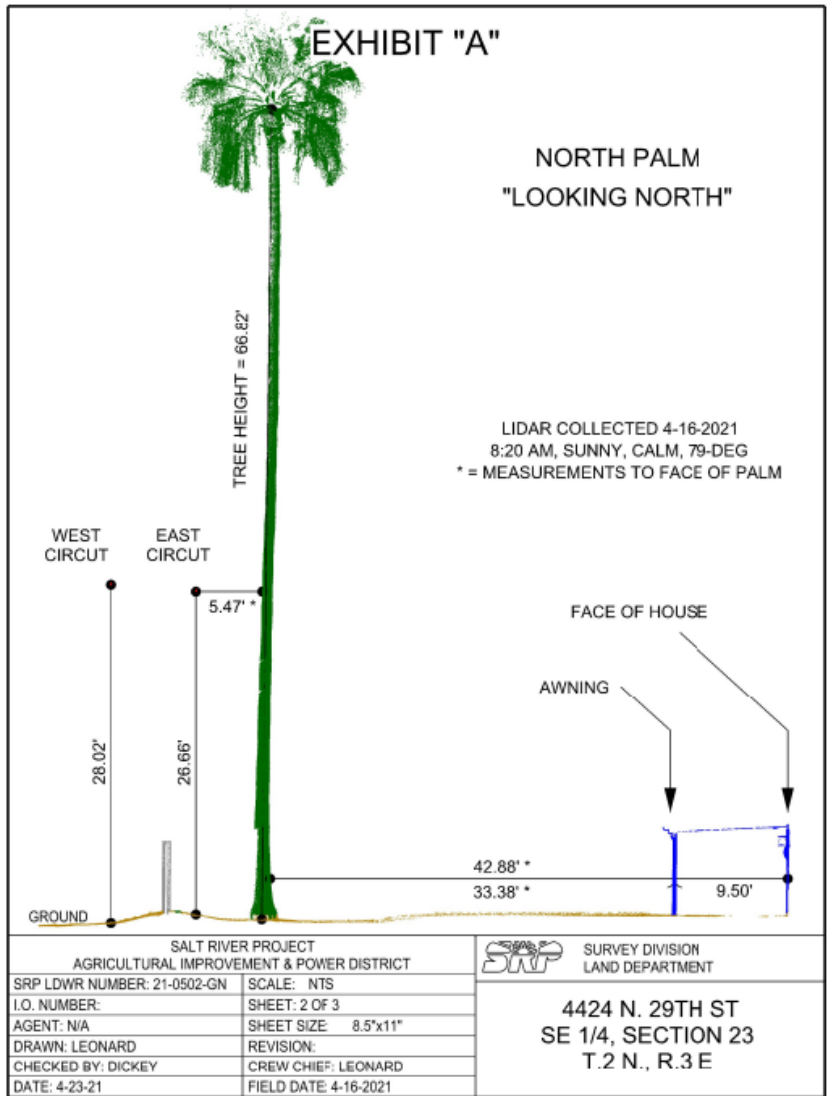 EXHIBIT "A"
NORTH PALM
"LOOKING NORTH"
TREE HEIGHT = 66.82'
LIDAR COLLECTED 4-16-2021
8:20 AM, SUNNY, CALM, 79-DEG
* = MEASUREMENTS TO FACE OF PALM
WEST
CIRCUT
EAST
CIRCUT
5.47' *
FACE OF HOUSE
AWNING
28.02'
26.66'
42.88' *
33.38' *
9.50'
GROUND
SALT RIVER PROJECT
AGRICULTURAL IMPROVEMENT & POWER DISTRICT
SRP LDWR NUMBER: 21-0502-GN
SCALE: NTS
I.O. NUMBER:
SHEET: 2 OF 3
AGENT: N/A
SHEET SIZE: 8.5"x11"
DRAWN: LEONARD
REVISION:
CHECKED BY: DICKEY
CREW CHIEF: LEONARD
DATE: 4-23-21
FIELD DATE: 4-16-2021
SRP
SURVEY DIVISION
LAND DEPARTMENT
4424 N. 29TH ST
SE 1/4, SECTION 23
T.2 N., R.3 E